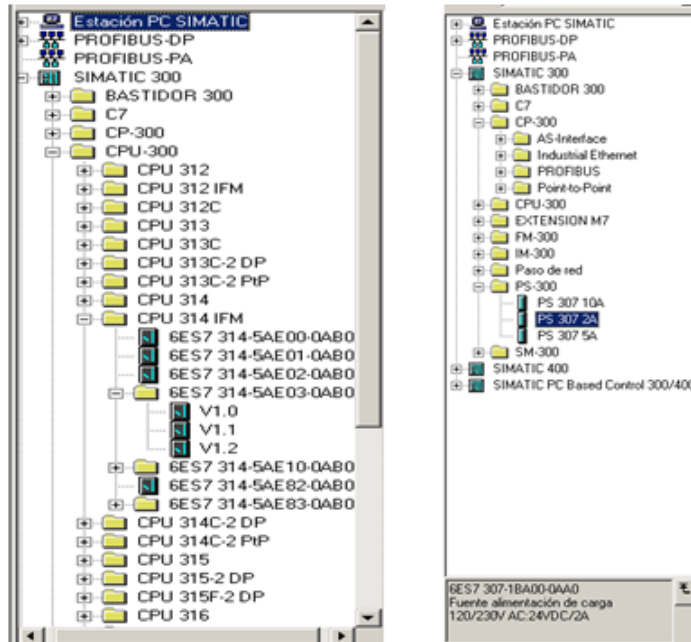 Estación PC SIMATIC
PROFIBUS-DP
PROFIBUS-PA
SIMATIC 300
BASTIDOR 300
C7
CP-300
CPU-300
CPU 312
CPU 312 IFM
CPU 312C
CPU 313
CPU 313C
CPU 313C-2 DP
CPU 313C-2 PtP
CPU 314
CPU 314 IFM
6ES7 314-5AE00-0AB0
6ES7 314-5AE01-0AB0
6ES7 314-5AE02-0AB0
6ES7 314-5AE03-0AB0
V1.0
V1.1
V1.2
6ES7 314-5AE10-0AB0
6ES7 314-5AE82-0AB0
6ES7 314-5AE83-0AB0
CPU 314C-2 DP
CPU 314C-2 PtP
CPU 315
CPU 315-2 DP
CPU 315F-2 DP
CPU 316
Estación PC SIMATIC
PROFIBUS-DP
PROFIBUS-PA
SIMATIC 300
BASTIDOR 300
C7
CP-300
AS-Interface
Industrial Ethernet
PROFIBUS
Point-to-Point
CPU-300
EXTENSION M7
FM-300
IM-300
Paso de red
PS-300
PS 307 10A
PS 307 2A
PS 307 5A
SM-300
SIMATIC 400
SIMATIC PC Based Control 300/400
6ES7 307-1BA00-0AA0
Fuente alimentación de carga
120/230V AC:24VDC/2A